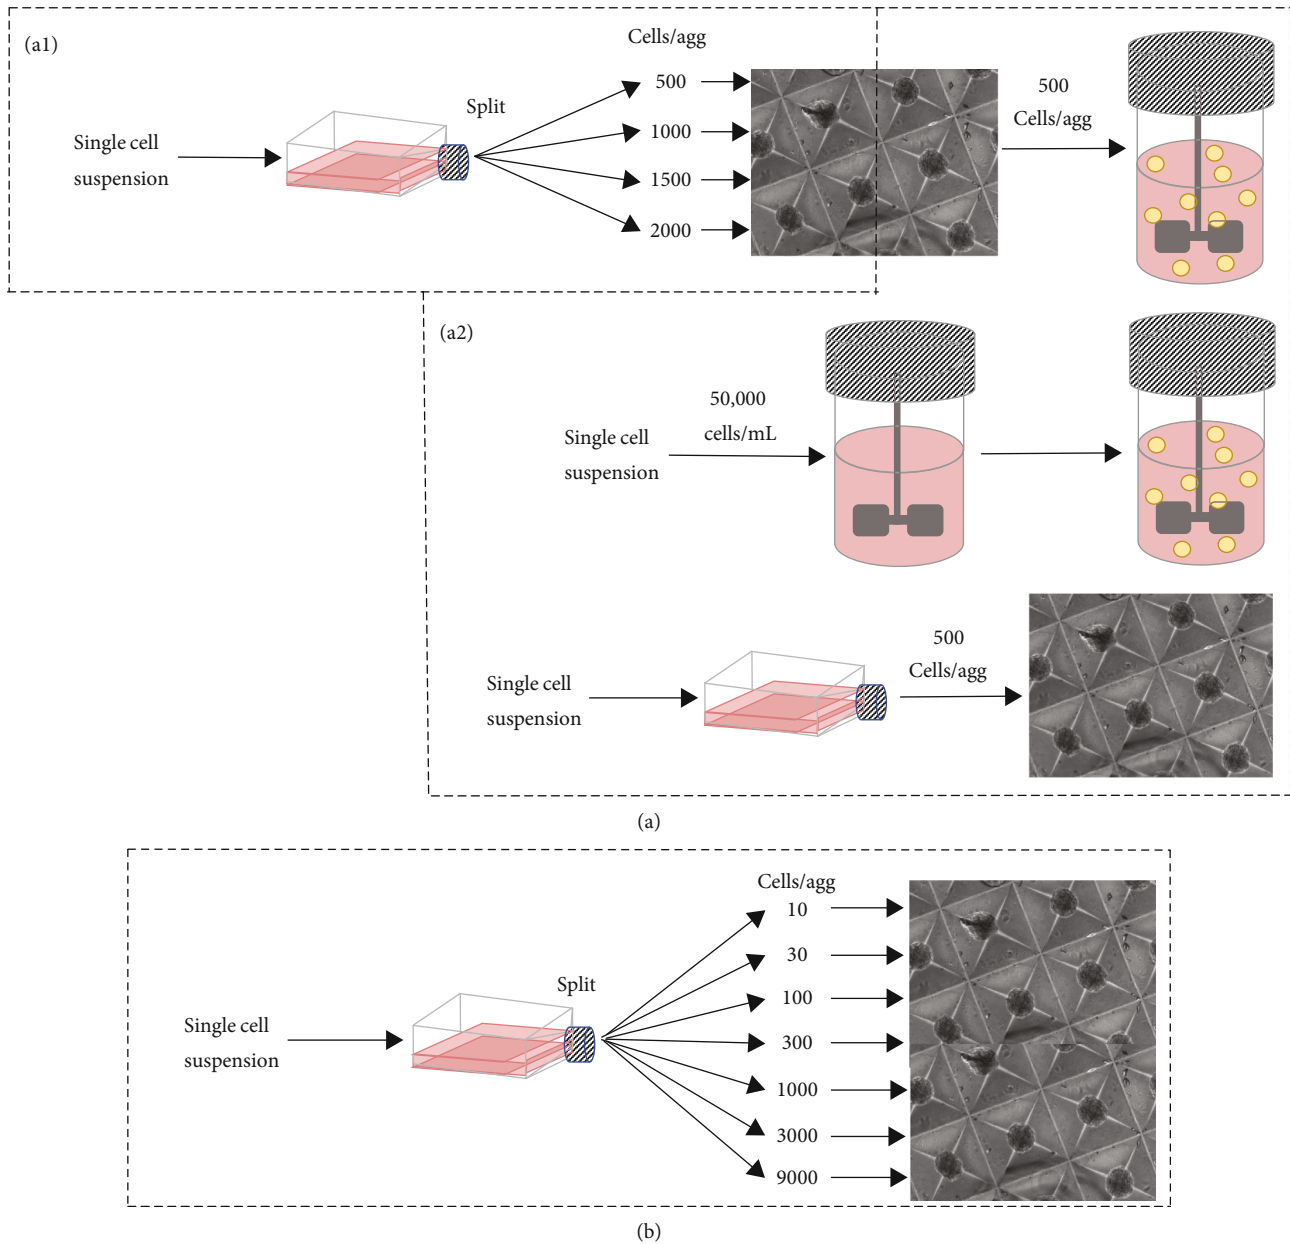 (a1)
Cells/agg
Single cell
suspension
Split
500
1000
1500
2000
500
Cells/agg
(a2)
Single cell
suspension
50,000
cells/mL
Single cell
suspension
500
Cells/agg
(a)
Cells/agg
Single cell
suspension
Split
10
30
100
300
1000
3000
9000
(b)